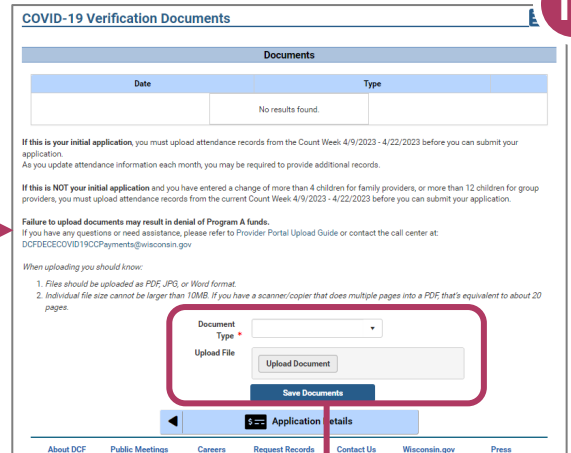 COVID-19 Verification Documents
Documents
Date Type
No results found.
If this is your initial application, you must upload attendance records from the Count Week 4/9/2023 - 4/22/2023 before you can submit your
application.
As you update attendance information each month, you may be required to provide additional records.
If this is NOT your initial application and you have entered a change of more than 4 children for family providers, or more than 12 children for group
providers, you must upload attendance records from the current Count Week 4/9/2023 - 4/22/2023 before you can submit your application.
Failure to upload documents may result in denial of Program A funds.
If you have any questions or need assistance, please refer to Provider Portal Upload Guide or contact the call center at:
DCFDECECOVID19CCPayments@wisconsin.gov
When uploading you should know:
1. Files should be uploaded as PDF, JPG, or Word format.
2. Individual file size cannot be larger than 10MB. If you have a scanner/copier that does multiple pages into a PDF, that's equivalent to about 20
pages.
Document
Type *
Upload File
Upload Document
Save Documents
Application Details
About DCF Public Meetings Careers Request Records Contact Us Wisconsin.gov Press